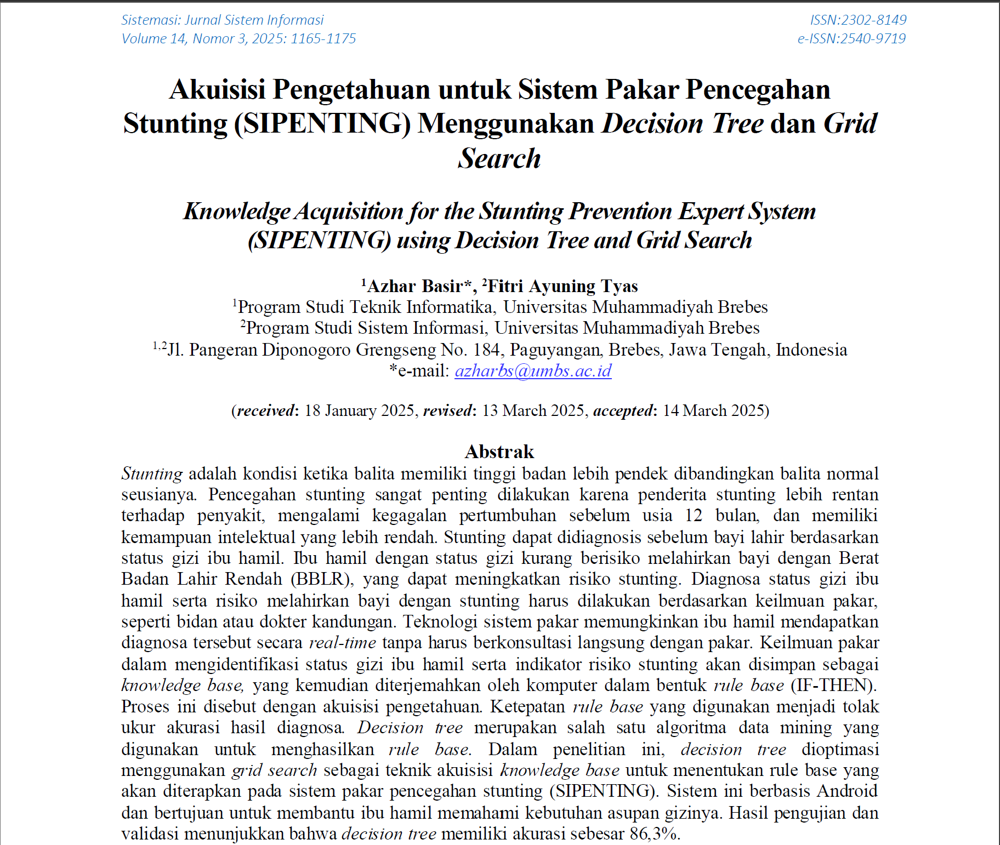 Sistemasi: Jurnal Sistem Informasi ISSN:2302-8149
Volume 14, Nomor 3, 2025: 1165-1175 e-ISSN:2540-9719
Akuisisi Pengetahuan untuk Sistem Pakar Pencegahan
Stunting (SIPENTING) Menggunakan Decision Tree dan Grid
Search
Knowledge Acquisition for the Stunting Prevention Expert System
(SIPENTING) using Decision Tree and Grid Search
¹Azhar Basir*, ²Fitri Ayuning Tyas
¹Program Studi Teknik Informatika, Universitas Muhammadiyah Brebes
²Program Studi Sistem Informasi, Universitas Muhammadiyah Brebes
¹,²Jl. Pangeran Diponogoro Grengseng No. 184, Paguyangan, Brebes, Jawa Tengah, Indonesia
*e-mail: azharbs@umbs.ac.id
(received: 18 January 2025, revised: 13 March 2025, accepted: 14 March 2025)
Abstrak
Stunting adalah kondisi ketika balita memiliki tinggi badan lebih pendek dibandingkan balita normal
seusianya. Pencegahan stunting sangat penting dilakukan karena penderita stunting lebih rentan
terhadap penyakit, mengalami kegagalan pertumbuhan sebelum usia 12 bulan, dan memiliki
kemampuan intelektual yang lebih rendah. Stunting dapat didiagnosis sebelum bayi lahir berdasarkan
status gizi ibu hamil. Ibu hamil dengan status gizi kurang berisiko melahirkan bayi dengan Berat
Badan Lahir Rendah (BBLR), yang dapat meningkatkan risiko stunting. Diagnosa status gizi ibu
hamil serta risiko melahirkan bayi dengan stunting harus dilakukan berdasarkan keilmuan pakar,
seperti bidan atau dokter kandungan. Teknologi sistem pakar memungkinkan ibu hamil mendapatkan
diagnosa tersebut secara real-time tanpa harus berkonsultasi langsung dengan pakar. Keilmuan pakar
dalam mengidentifikasi status gizi ibu hamil serta indikator risiko stunting akan disimpan sebagai
knowledge base, yang kemudian diterjemahkan oleh komputer dalam bentuk rule base (IF-THEN).
Proses ini disebut dengan akuisisi pengetahuan. Ketepatan rule base yang digunakan menjadi tolak
ukur akurasi hasil diagnosa. Decision tree merupakan salah satu algoritma data mining yang
digunakan untuk menghasilkan rule base. Dalam penelitian ini, decision tree dioptimasi
menggunakan grid search sebagai teknik akuisisi knowledge base untuk menentukan rule base yang
akan diterapkan pada sistem pakar pencegahan stunting (SIPENTING). Sistem ini berbasis Android
dan bertujuan untuk membantu ibu hamil memahami kebutuhan asupan gizinya. Hasil pengujian dan
validasi menunjukkan bahwa decision tree memiliki akurasi sebesar 86,3%.